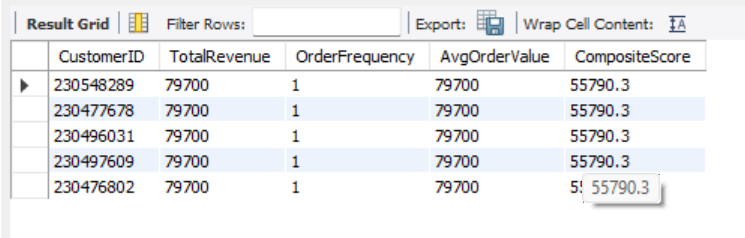 Result Grid Filter Rows: Export: Wrap Cell Content: IA
CustomerID TotalRevenue OrderFrequency AvgOrderValue CompositeScore
230548289 79700 1 79700 55790.3
230477678 79700 1 79700 55790.3
230496031 79700 1 79700 55790.3
230497609 79700 1 79700 55790.3
230476802 79700 1 79700 55 55790.3